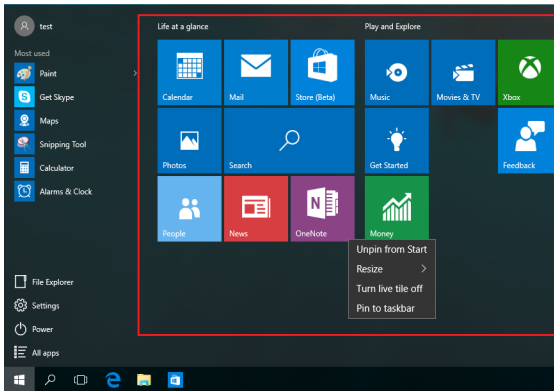 test
Most used
Paint
Get Skype
Maps
Snipping Tool
Calculator
Alarms & Clock
File Explorer
Settings
Power
All apps
Life at a glance
Calendar
Mail
Store (Beta)
Photos
Search
People
News
OneNote
Play and Explore
Music
Movies & TV
Xbox
Get Started
Feedback
Money
Unpin from Start
Resize
Turn live tile off
Pin to taskbar